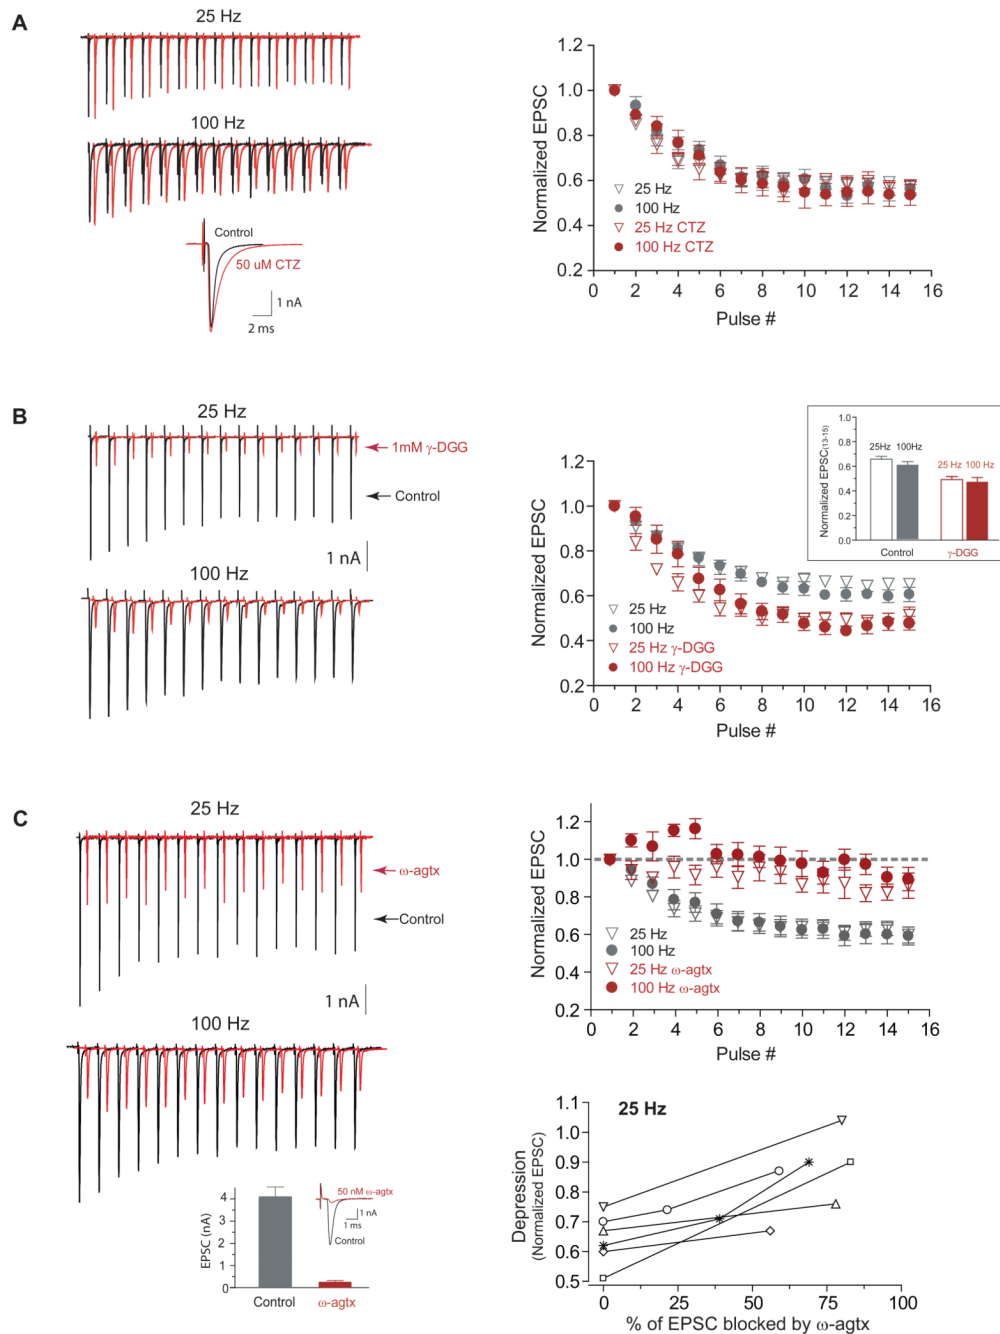 A
25 Hz
100 Hz
Control
50 uM CTZ
1 nA
2 ms
1.2
1.0
0.8
0.6
0.4
0.2
Normalized EPSC
25 Hz
100 Hz
25 Hz CTZ
100 Hz CTZ
0 2 4 6 8 10 12 14 16
Pulse #
B
25 Hz
1mM γ-DGG
Control
1 nA
100 Hz
1.2
1.0
0.8
0.6
0.4
0.2
Normalized EPSC
25 Hz
100 Hz
25 Hz γ-DGG
100 Hz γ-DGG
0 2 4 6 8 10 12 14 16
Pulse #
1.0
0.8
0.6
0.4
0.2
0.0
Normalized EPSC(13-15)
25Hz 100Hz
25 Hz 100 Hz
Control γ-DGG
C
25 Hz
ω-agtx
Control
1 nA
100 Hz
4
3
2
1
0
EPSC (nA)
Control ω-agtx
50 nM ω-agtx
1 nA
1 ms
Control
1.2
1.0
0.8
0.6
0.4
0.2
Normalized EPSC
25 Hz
100 Hz
25 Hz ω-agtx
100 Hz ω-agtx
0 2 4 6 8 10 12 14 16
Pulse #
25 Hz
1.1
1.0
0.9
0.8
0.7
0.6
0.5
Depression
(Normalized EPSC)
0 25 50 75 100
% of EPSC blocked by ω-agtx